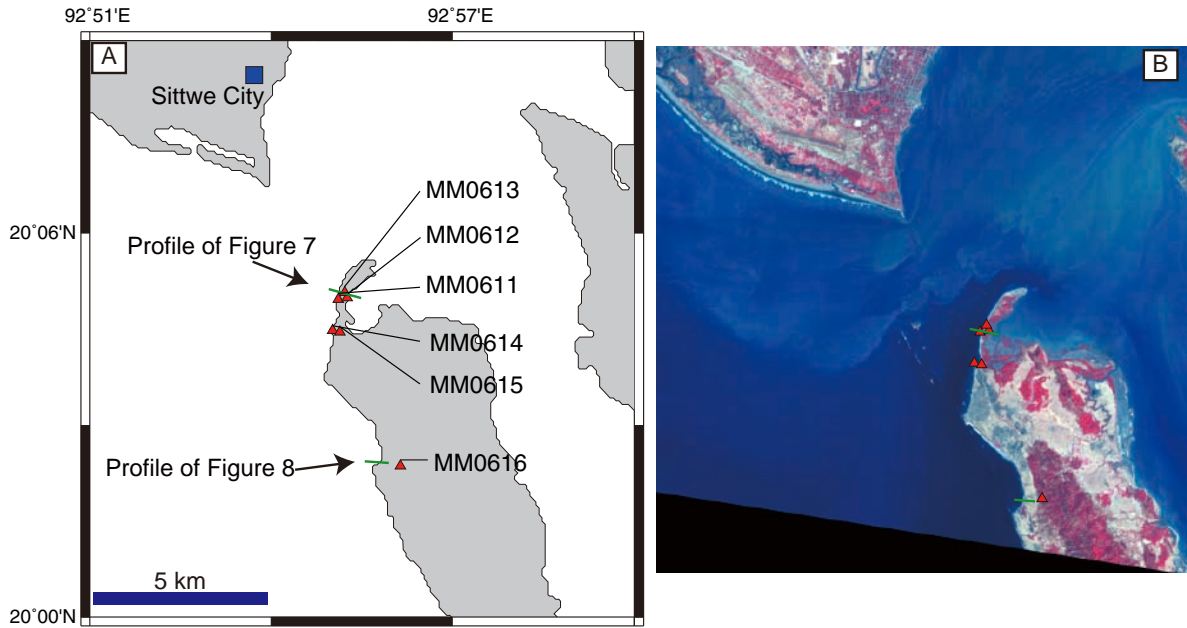 92°51'E
92°57'E
A
B
Sittwe City
MM0613
20°06'N
MM0612
Profile of Figure 7
MM0611
MM0614
MM0615
Profile of Figure 8
MM0616
5 km
20°00'N